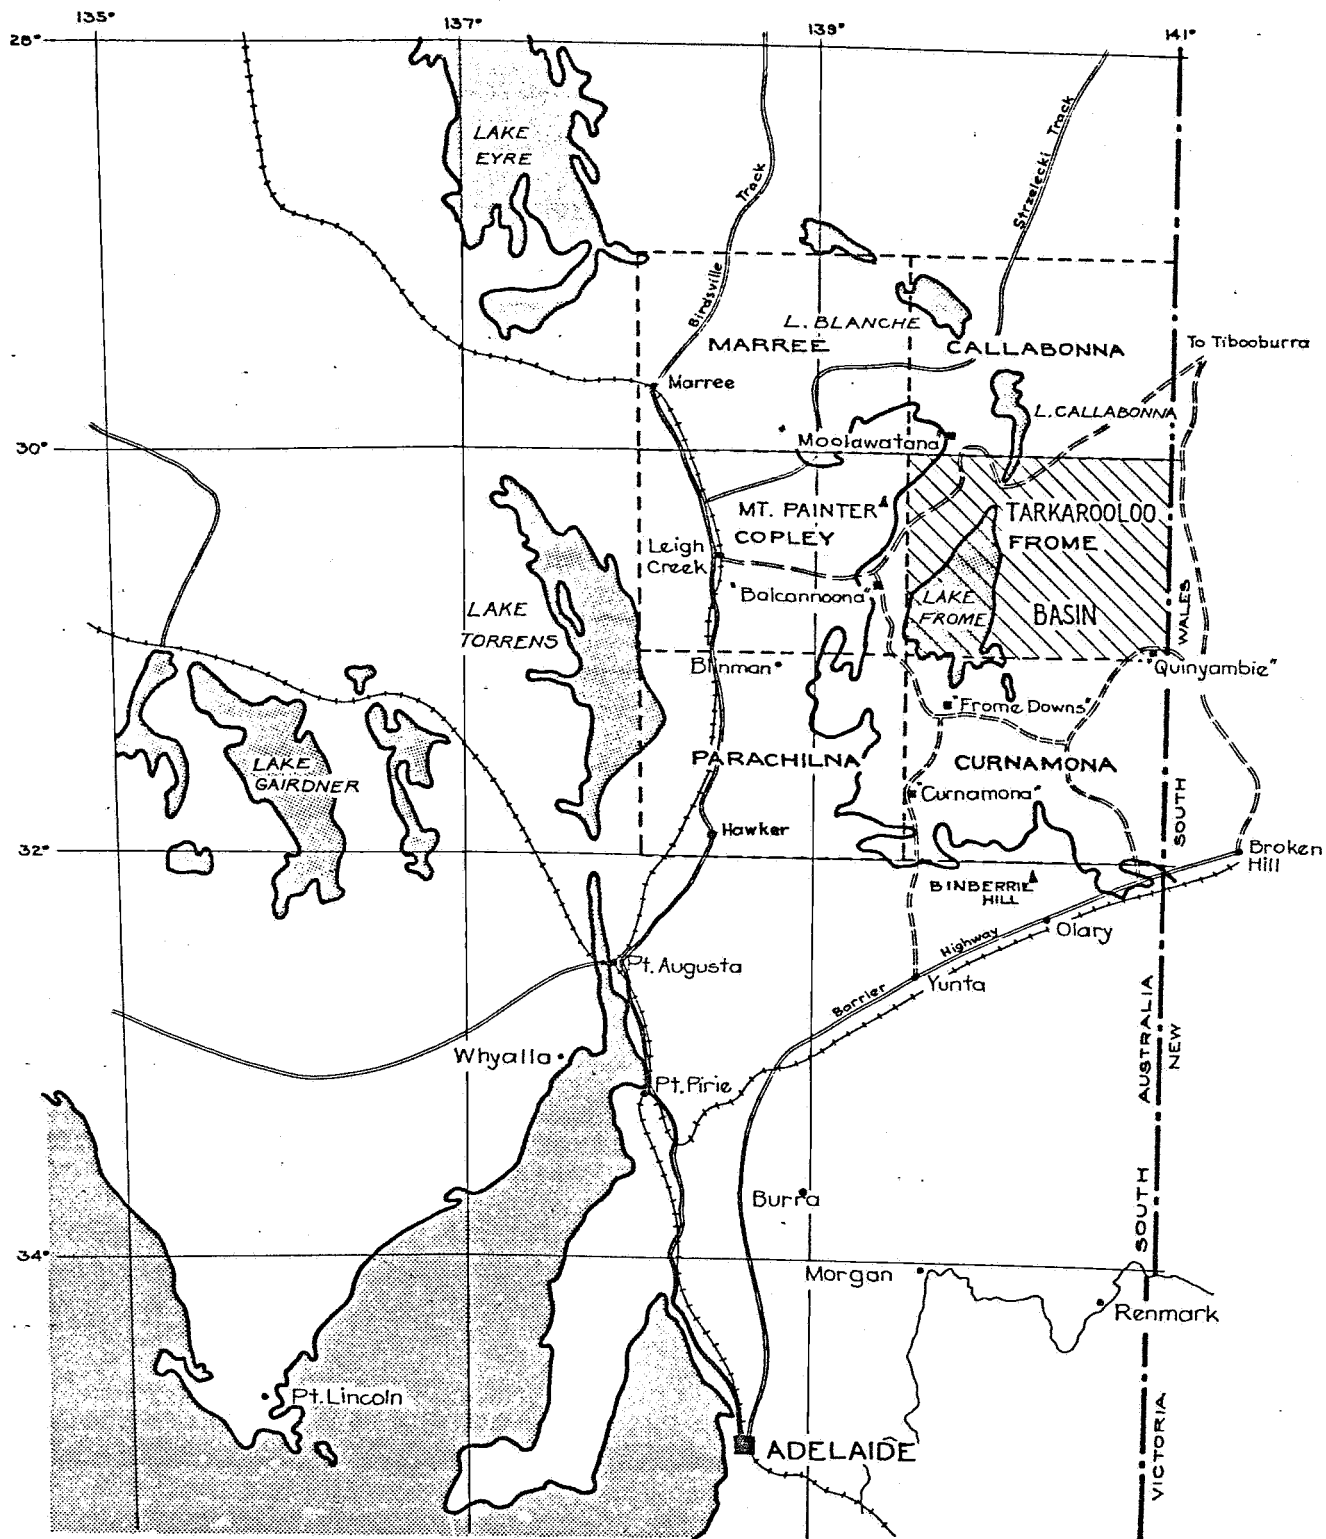 135°
137°
139°
141°
28°
LAKE
EYRE
Birdsville
Track
Strzelecki Track
L. BLANCHE
MARREE
CALLABONNA
To Tibooburra
Marree
L. CALLABONNA
"Moolawatana"
30°
MT. PAINTER
COPLEY
TARKAROOLOO
FROME
BASIN
Leigh
Creek
"Balcannoona"
LAKE
FROME
LAKE
TORRENS
Blinman
"Quinyambie"
"Frome Downs"
PARACHILNA
CURNAMONA
LAKE
GAIRDNER
"Curnamona"
Hawker
32°
Broken
Hill
BINBERRIE
HILL
Olary
Barrier
Highway
Yunta
Pt. Augusta
Whyalla
Pt. Pirie
NEW
SOUTH
WALES
SOUTH
AUSTRALIA
Burra
34°
Morgan
Renmark
Pt. Lincoln
ADELAIDE
VICTORIA